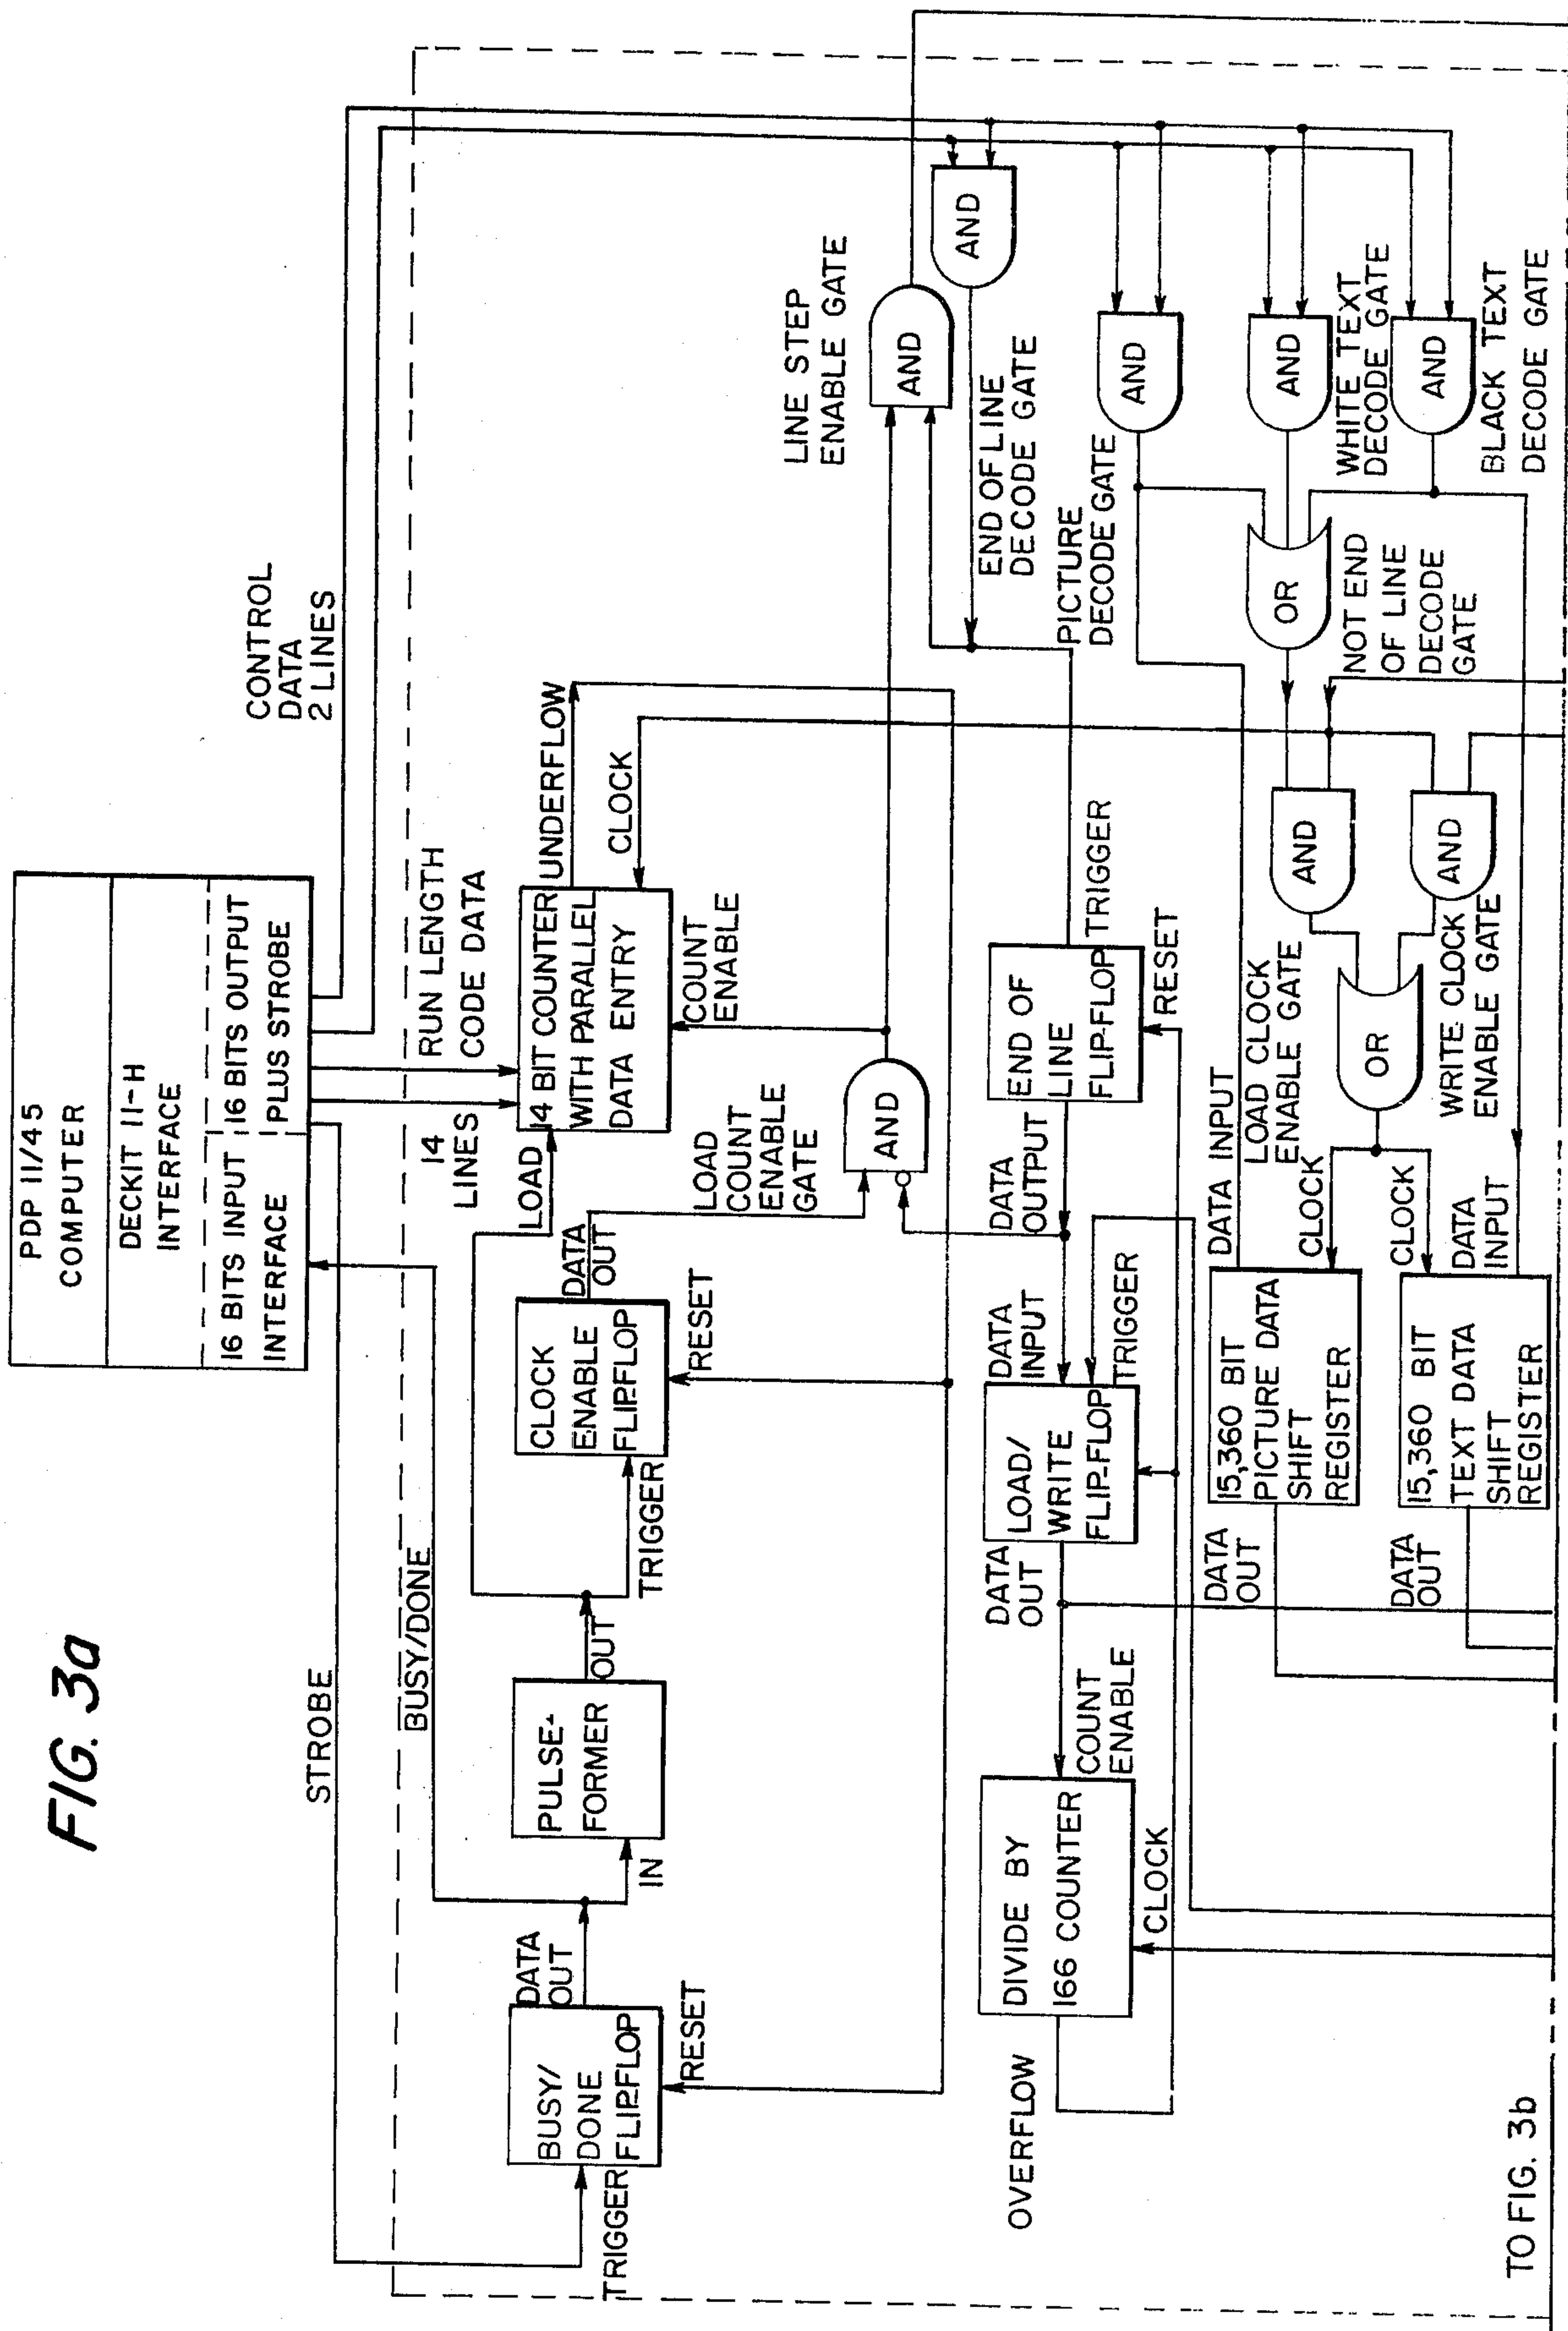 FIG. 3a
PDP 11/45
COMPUTER
DECKIT 11-H
INTERFACE
16 BITS INPUT
INTERFACE
16 BITS OUTPUT
PLUS STROBE
CONTROL
DATA
2 LINES
STROBE
BUSY/DONE
14
LINES
RUN LENGTH
CODE DATA
TRIGGER
BUSY/
DONE
FLIP-FLOP
DATA
OUT
RESET
IN
PULSE-
FORMER
OUT
TRIGGER
CLOCK
ENABLE
FLIP-FLOP
DATA
OUT
RESET
LOAD
14 BIT COUNTER
WITH PARALLEL
DATA ENTRY
UNDERFLOW
CLOCK
COUNT
ENABLE
LOAD
COUNT
ENABLE
GATE
AND
LINE STEP
ENABLE GATE
AND
AND
END OF LINE
DECODE GATE
OVERFLOW
DIVIDE BY
166 COUNTER
CLOCK
COUNT
ENABLE
DATA
OUT
LOAD/
WRITE
FLIP-FLOP
DATA
INPUT
TRIGGER
DATA
OUTPUT
END OF
LINE
FLIP-FLOP
TRIGGER
RESET
PICTURE
DECODE GATE
AND
AND
WHITE TEXT
DECODE GATE
AND
BLACK TEXT
DECODE GATE
OR
NOT END
OF LINE
DECODE
GATE
AND
LOAD CLOCK
ENABLE GATE
AND
WRITE CLOCK
ENABLE GATE
OR
DATA INPUT
CLOCK
15,360 BIT
PICTURE DATA
SHIFT
REGISTER
DATA
OUT
CLOCK
DATA
INPUT
15,360 BIT
TEXT DATA
SHIFT
REGISTER
DATA
OUT
TO FIG. 3b